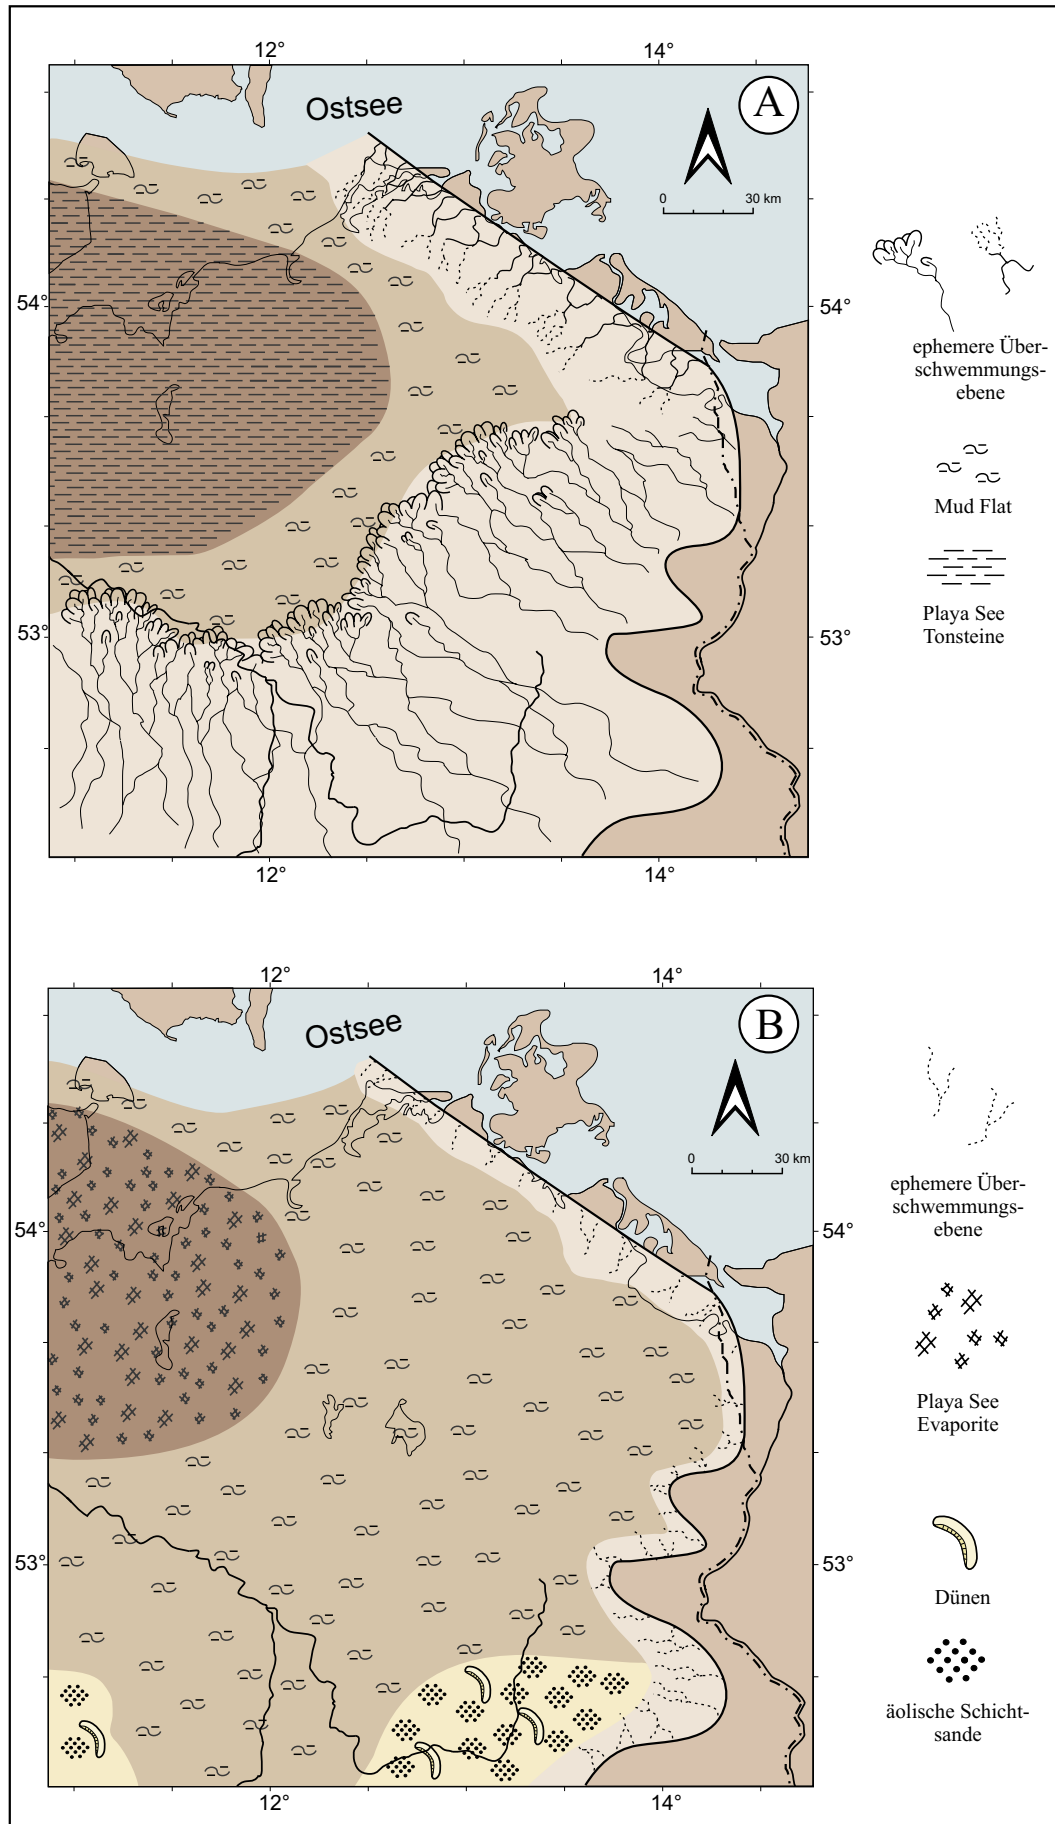 12°
14°
Ostsee
A
0
30 km
54°
54°
53°
53°
12°
14°
ephemere Über-
schwemmungs-
ebene
Mud Flat
Playa See
Tonsteine
12°
14°
Ostsee
B
0
30 km
54°
54°
53°
53°
12°
14°
ephemere Über-
schwemmungs-
ebene
Playa See
Evaporite
Dünen
äolische Schicht-
sande